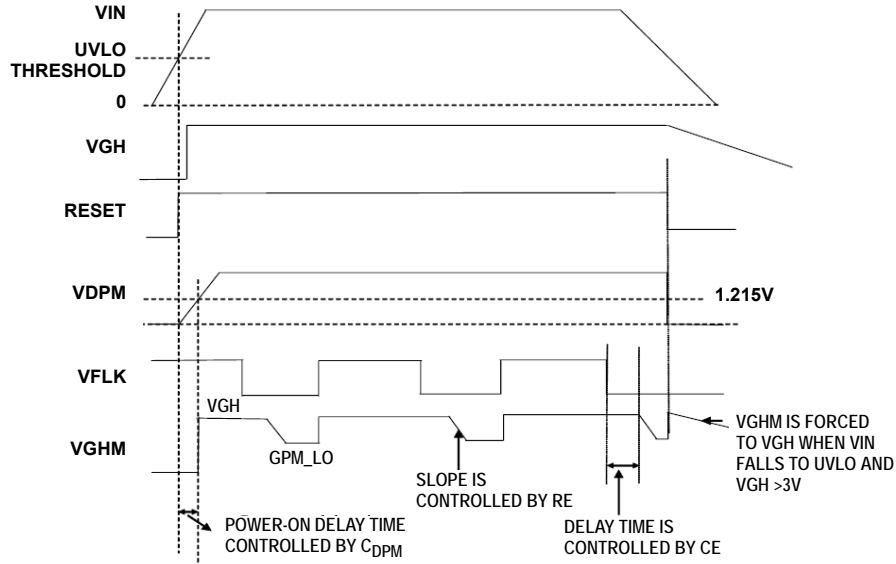 VIN
UVLO
THRESHOLD
0
VGH
RESET
VDPM
1.215V
VFLK
VGH
VGHM
GPM_LO
VGHM IS FORCED
TO VGH WHEN VIN
FALLS TO UVLO AND
VGH >3V
SLOPE IS
CONTROLLED BY RE
POWER-ON DELAY TIME
CONTROLLED BY CDPM
DELAY TIME IS
CONTROLLED BY CE